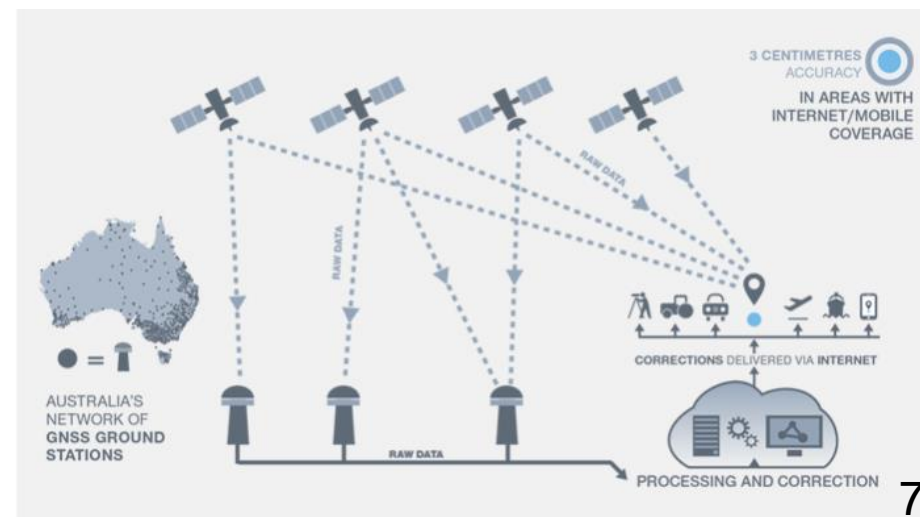 3 CENTIMETRES
ACCURACY
IN AREAS WITH
INTERNET/MOBILE
COVERAGE
RAW DATA
RAW DATA
=
AUSTRALIA'S
NETWORK OF
GNSS GROUND
STATIONS
CORRECTIONS DELIVERED VIA INTERNET
RAW DATA
PROCESSING AND CORRECTION
7